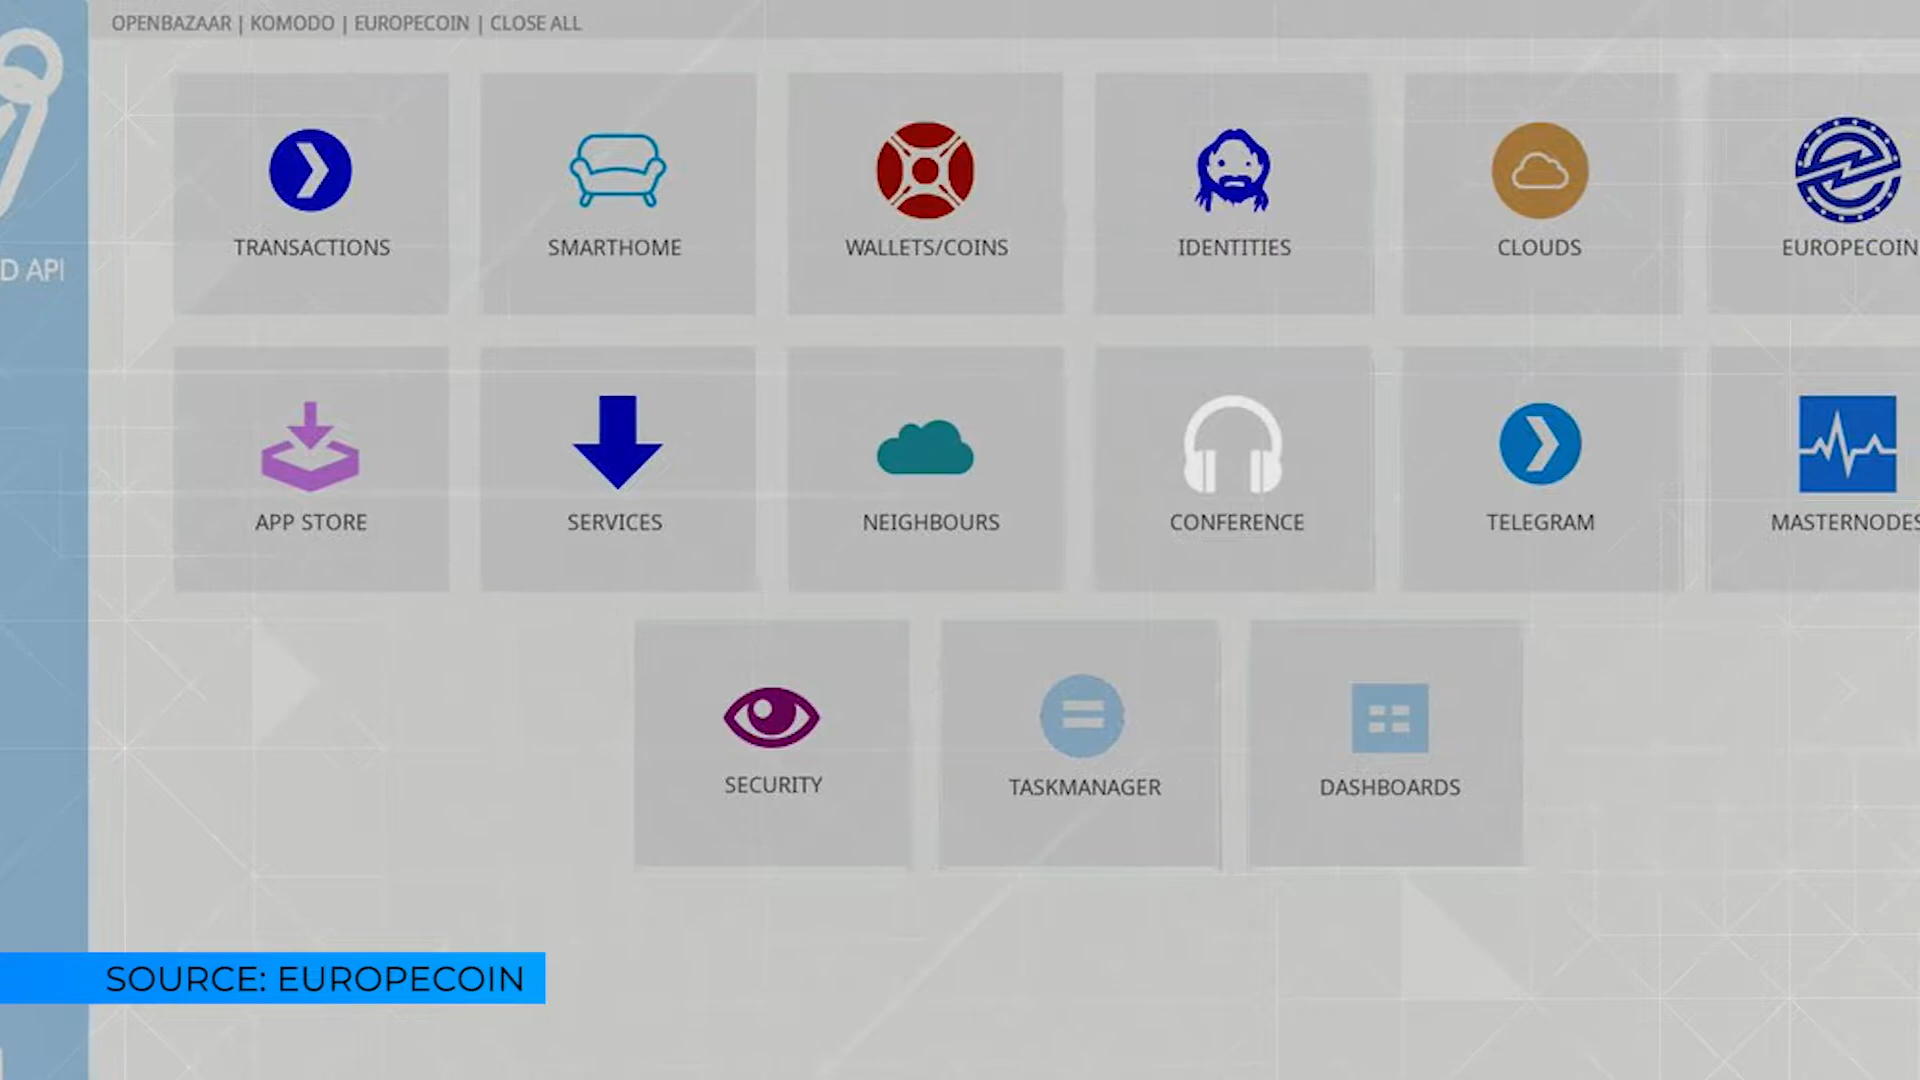 OPENBAZAAR | KOMODO | EUROPECOIN | CLOSE ALL
TRANSACTIONS
SMARTHOME
WALLETS/COINS
IDENTITIES
CLOUDS
EUROPECOIN
D API
APP STORE
SERVICES
NEIGHBOURS
CONFERENCE
TELEGRAM
MASTERNODES
SECURITY
TASKMANAGER
DASHBOARDS
SOURCE: EUROPECOIN